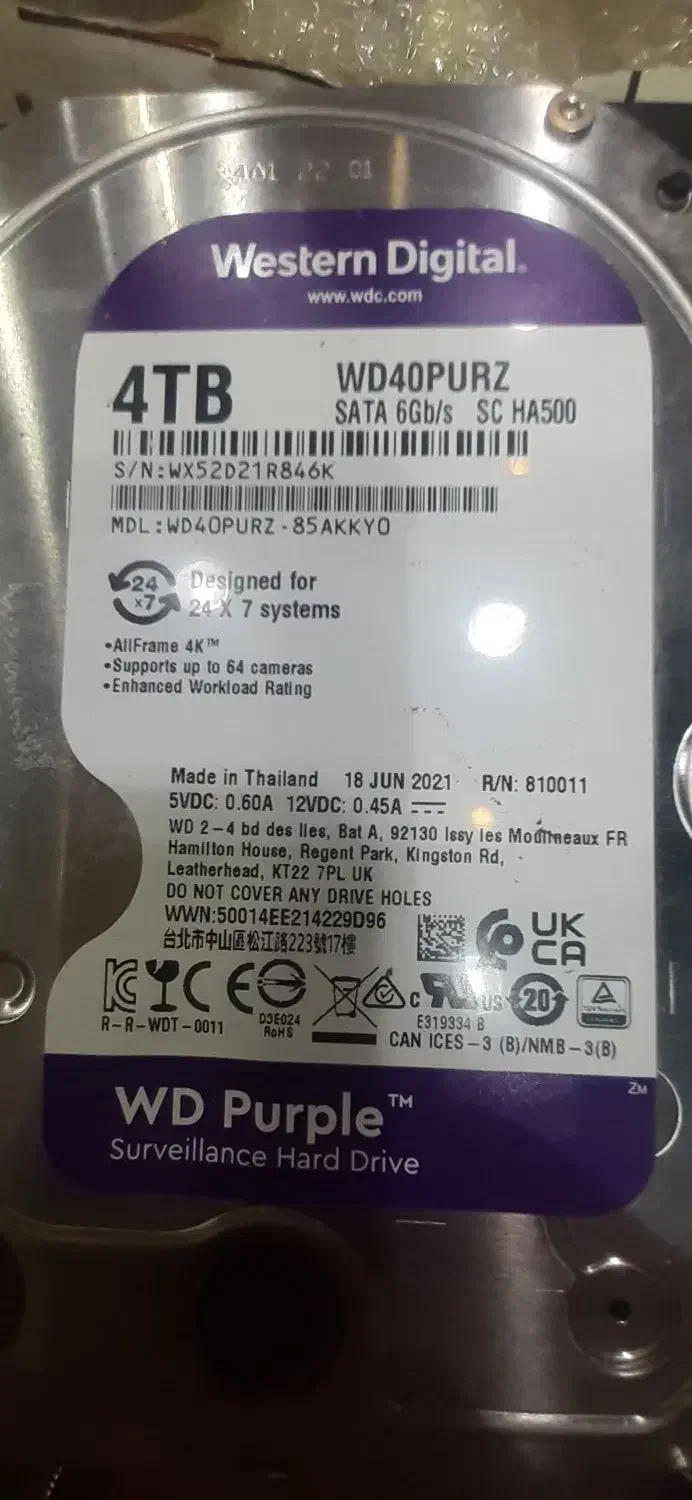 Western Digital®
www.wdc.com
4TB
WD40PURZ
SATA 6Gb/s SC HA500
S/N:WX52D21R846K
MDL:WD40PURZ-85AKKY0
24
x7
Designed for
24 X 7 systems
•AllFrame 4K™
•Supports up to 64 cameras
•Enhanced Workload Rating
Made in Thailand 18 JUN 2021 R/N: 810011
5VDC: 0.60A 12VDC: 0.45A
WD 2-4 bd des Iles, Bat A, 92130 Issy les Moulineaux FR
Hamilton House, Regent Park, Kingston Rd,
Leatherhead, KT22 7PL UK
DO NOT COVER ANY DRIVE HOLES
WWN:50014EE214229D96
台北市中山區松江路223號17樓
UK
CA
CE
c US
20
R-R-WDT-0011
D3E024
RoHS
E319334 B
CAN ICES-3 (B)/NMB-3(B)
ZM
WD Purple™
Surveillance Hard Drive